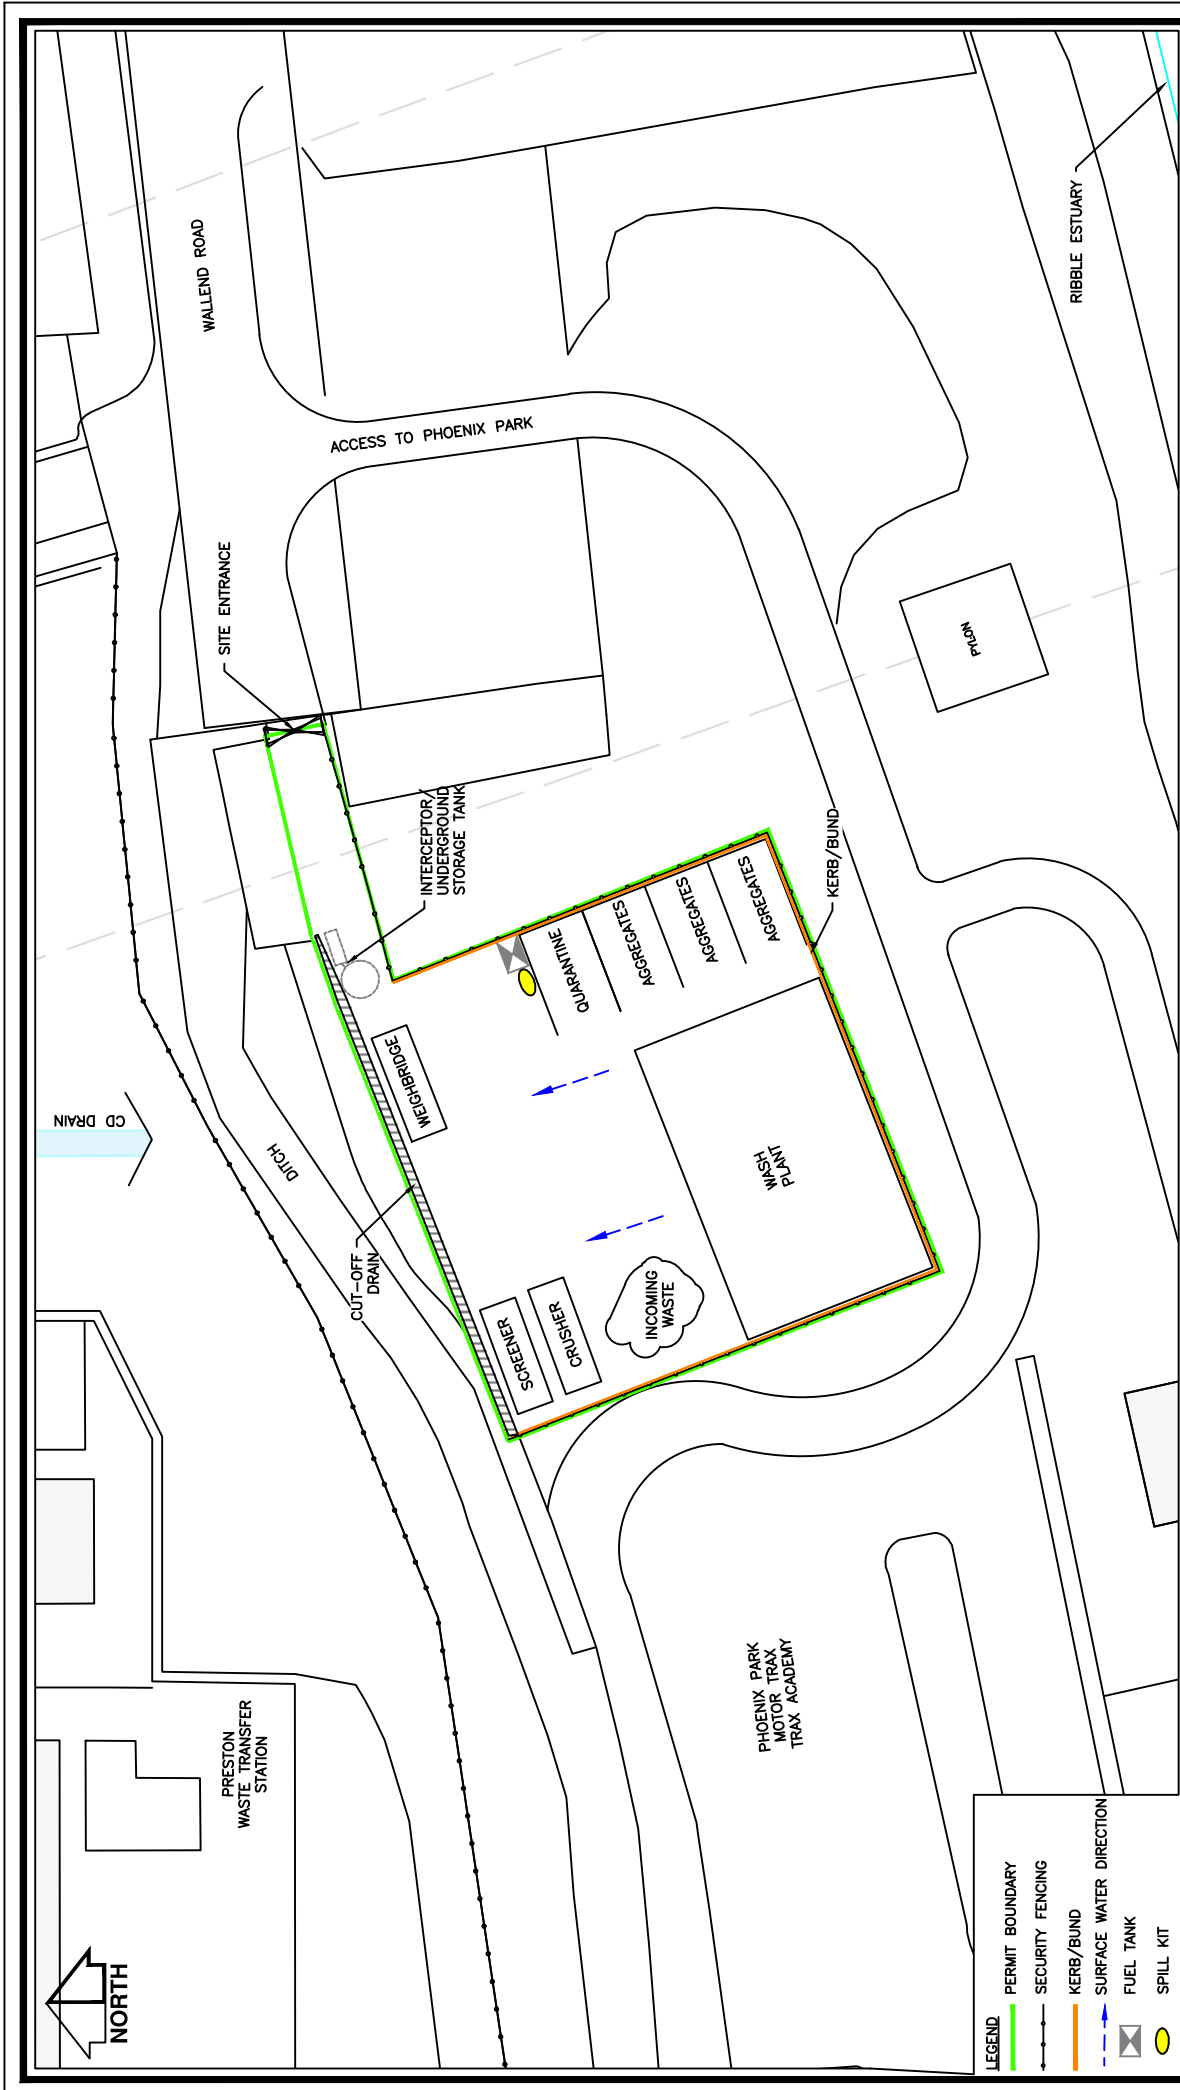 WALLEND ROAD
RIBBLE ESTUARY
ACCESS TO PHOENIX PARK
SITE ENTRANCE
PYLON
INTERCEPTOR
UNDERGROUND
STORAGE TANK
KERB/BUND
AGGREGATES
AGGREGATES
AGGREGATES
QUARANTINE
WEIGHBRIDGE
CD DRAIN
DITCH
WASH
PLANT
CUT-OFF
DRAIN
SCREENER
CRUSHER
INCOMING
WASTE
PHOENIX PARK
MOTOR TRAX
TRAX ACADEMY
PRESTON
WASTE TRANSFER
STATION
NORTH
LEGEND
PERMIT BOUNDARY
SECURITY FENCING
KERB/BUND
SURFACE WATER DIRECTION
FUEL TANK
SPILL KIT